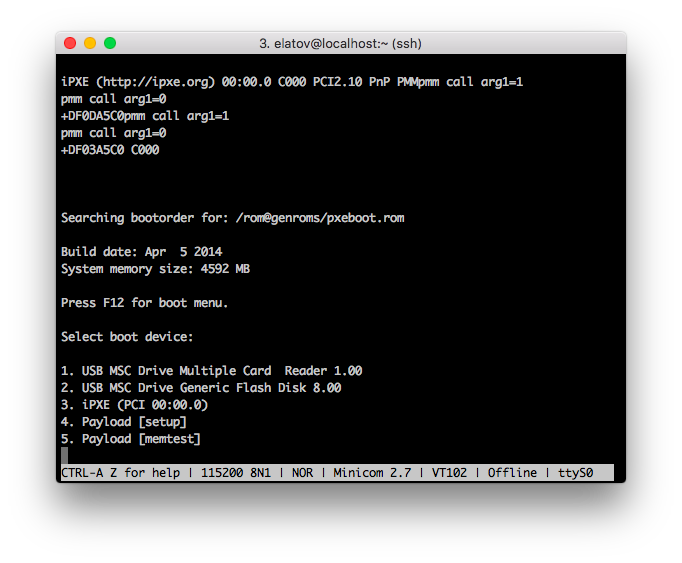 3. elatov@localhost:~ (ssh)
iPXE (http://ipxe.org) 00:00.0 C000 PCI2.10 PnP PMMpmm call arg1=1
pmm call arg1=0
+DF0DA5C0pmm call arg1=1
pmm call arg1=0
+DF03A5C0 C000
Searching bootorder for: /rom@genroms/pxeboot.rom
Build date: Apr  5 2014
System memory size: 4592 MB
Press F12 for boot menu.
Select boot device:
1. USB MSC Drive Multiple Card  Reader 1.00
2. USB MSC Drive Generic Flash Disk 8.00
3. iPXE (PCI 00:00.0)
4. Payload [setup]
5. Payload [memtest]
CTRL-A Z for help | 115200 8N1 | NOR | Minicom 2.7 | VT102 | Offline | ttyS0